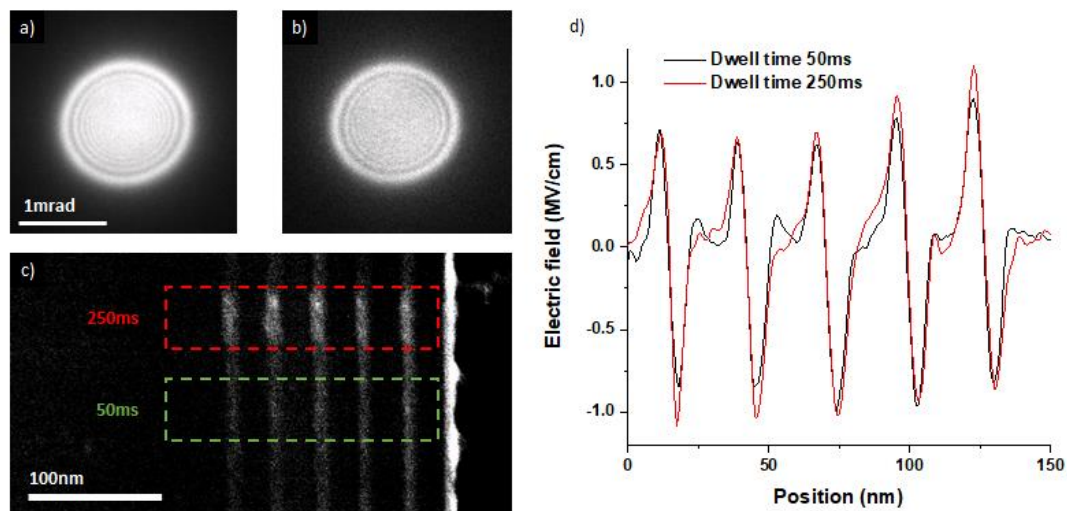 a)
1mrad
b)
c)
250ms
50ms
100nm
d)
Dwell time 50ms
Dwell time 250ms
Electric field (MV/cm)
1.0
0.5
0.0
-0.5
-1.0
0
50
100
150
Position (nm)